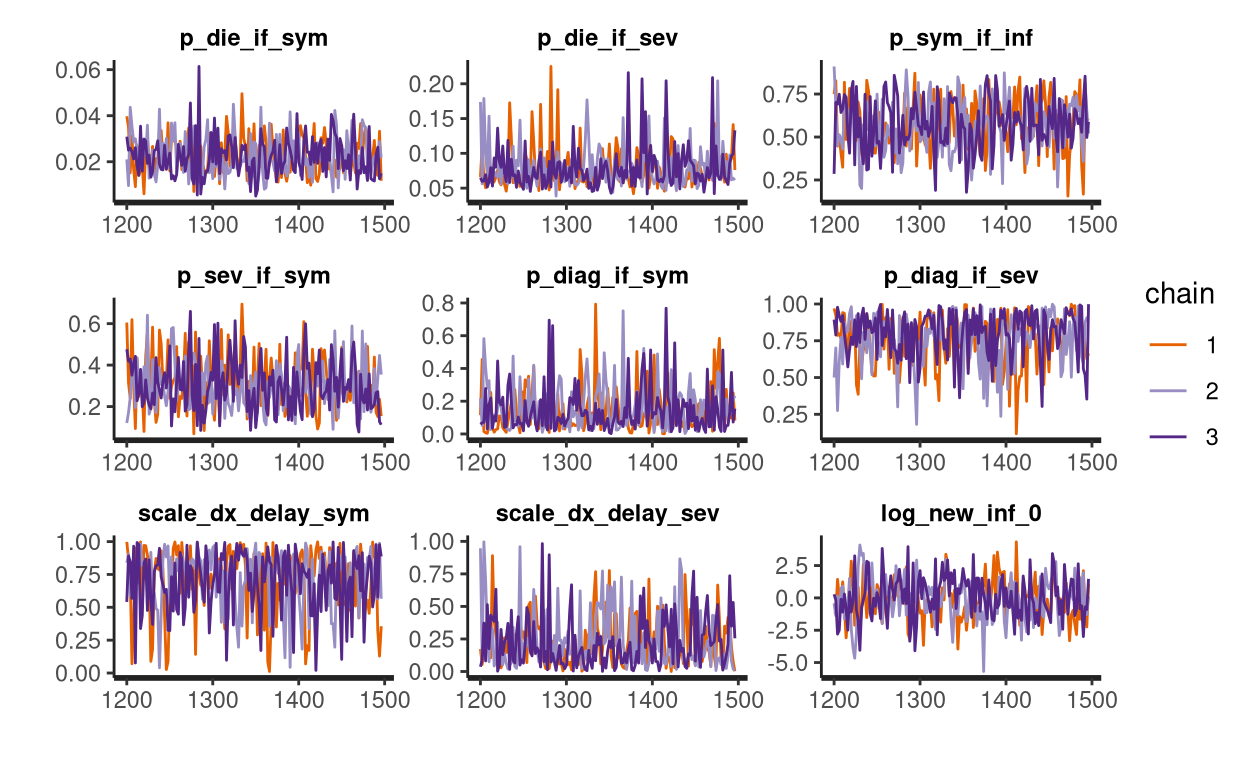 p_die_if_sym p_die_if_sev p_sym_if_inf
0.06 0.04 0.02
0.20 0.15 0.10 0.05
0.75 0.50 0.25
1200 1300 1400 1500 1200 1300 1400 1500 1200 1300 1400 1500
p_sev_if_sym p_diag_if_sym p_diag_if_sev
0.6 0.4 0.2
0.8 0.6 0.4 0.2 0.0
1.00 0.75 0.50 0.25
1200 1300 1400 1500 1200 1300 1400 1500 1200 1300 1400 1500
scale_dx_delay_sym scale_dx_delay_sev log_new_inf_0
1.00 0.75 0.50 0.25 0.00
1.00 0.75 0.50 0.25 0.00
2.5 0.0 -2.5 -5.0
1200 1300 1400 1500 1200 1300 1400 1500 1200 1300 1400 1500
chain
1
2
3